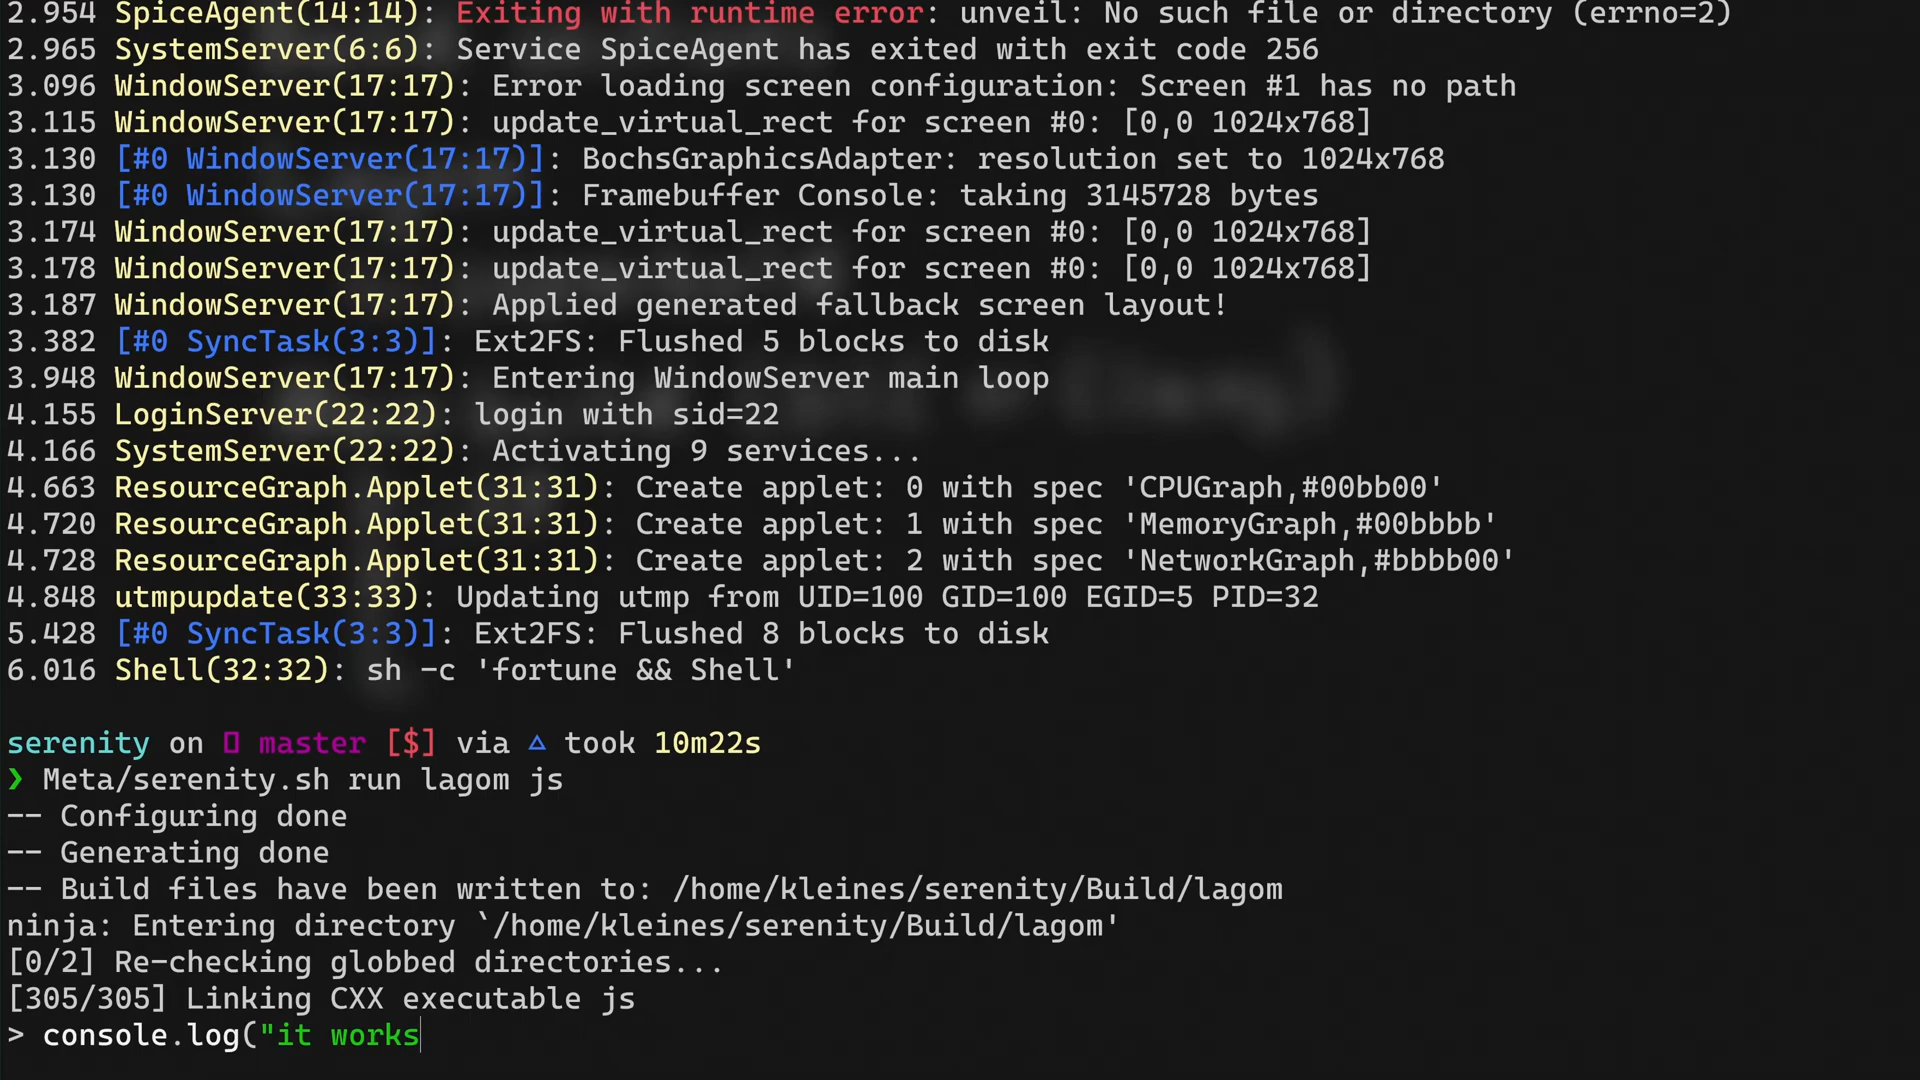 2.954 SpiceAgent(14:14): Exiting with runtime error: unveil: No such file or directory (errno=2)
2.965 SystemServer(6:6): Service SpiceAgent has exited with exit code 256
3.096 WindowServer(17:17): Error loading screen configuration: Screen #1 has no path
3.115 WindowServer(17:17): update_virtual_rect for screen #0: [0,0 1024x768]
3.130 [#0 WindowServer(17:17)]: BochsGraphicsAdapter: resolution set to 1024x768
3.130 [#0 WindowServer(17:17)]: Framebuffer Console: taking 3145728 bytes
3.174 WindowServer(17:17): update_virtual_rect for screen #0: [0,0 1024x768]
3.178 WindowServer(17:17): update_virtual_rect for screen #0: [0,0 1024x768]
3.187 WindowServer(17:17): Applied generated fallback screen layout!
3.382 [#0 SyncTask(3:3)]: Ext2FS: Flushed 5 blocks to disk
3.948 WindowServer(17:17): Entering WindowServer main loop
4.155 LoginServer(22:22): login with sid=22
4.166 SystemServer(22:22): Activating 9 services...
4.663 ResourceGraph.Applet(31:31): Create applet: 0 with spec 'CPUGraph,#00bb00'
4.720 ResourceGraph.Applet(31:31): Create applet: 1 with spec 'MemoryGraph,#00bbbb'
4.728 ResourceGraph.Applet(31:31): Create applet: 2 with spec 'NetworkGraph,#bbbb00'
4.848 utmpupdate(33:33): Updating utmp from UID=100 GID=100 EGID=5 PID=32
5.428 [#0 SyncTask(3:3)]: Ext2FS: Flushed 8 blocks to disk
6.016 Shell(32:32): sh -c 'fortune && Shell'
serenity on master [$] via △ took 10m22s
❯ Meta/serenity.sh run lagom js
-- Configuring done
-- Generating done
-- Build files have been written to: /home/kleines/serenity/Build/lagom
ninja: Entering directory `/home/kleines/serenity/Build/lagom'
[0/2] Re-checking globbed directories...
[305/305] Linking CXX executable js
> console.log("it works